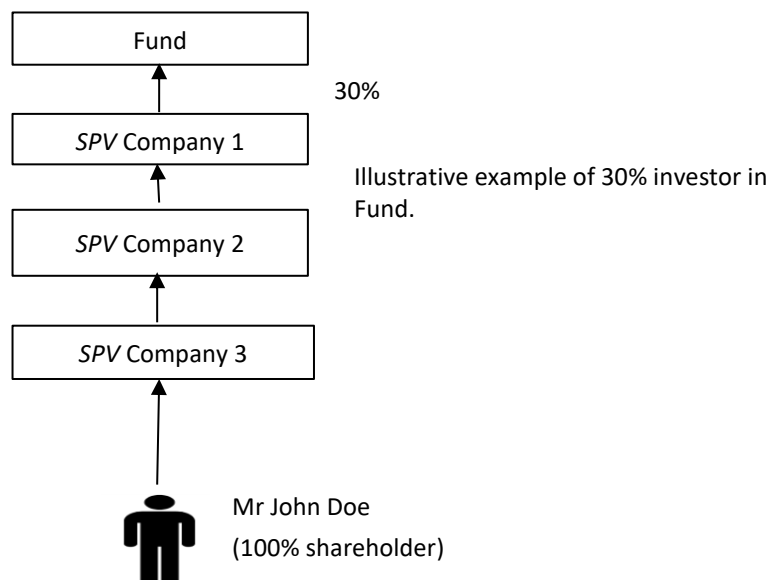 Fund
30%
SPV Company 1
Illustrative example of 30% investor in
Fund.
SPV Company 2
SPV Company 3
Mr John Doe
(100% shareholder)